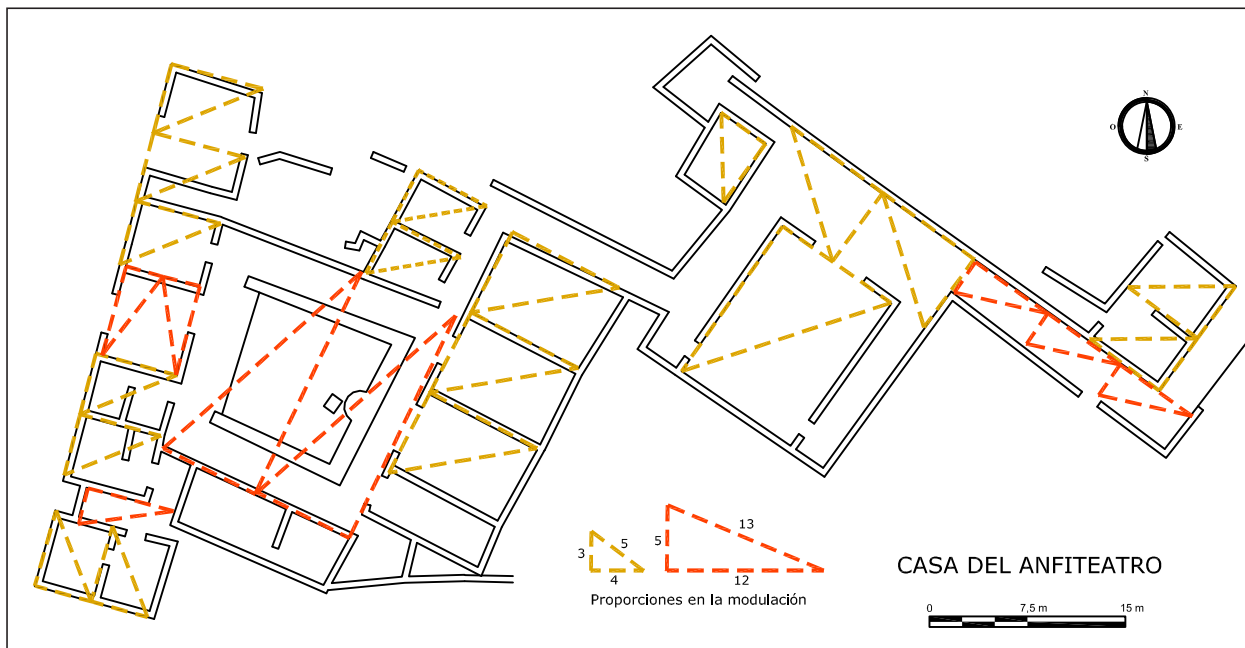 N
O E
S
5
3
4
13
5
12
Proporciones en la modulación
CASA DEL ANFITEATRO
0 7,5 m 15 m